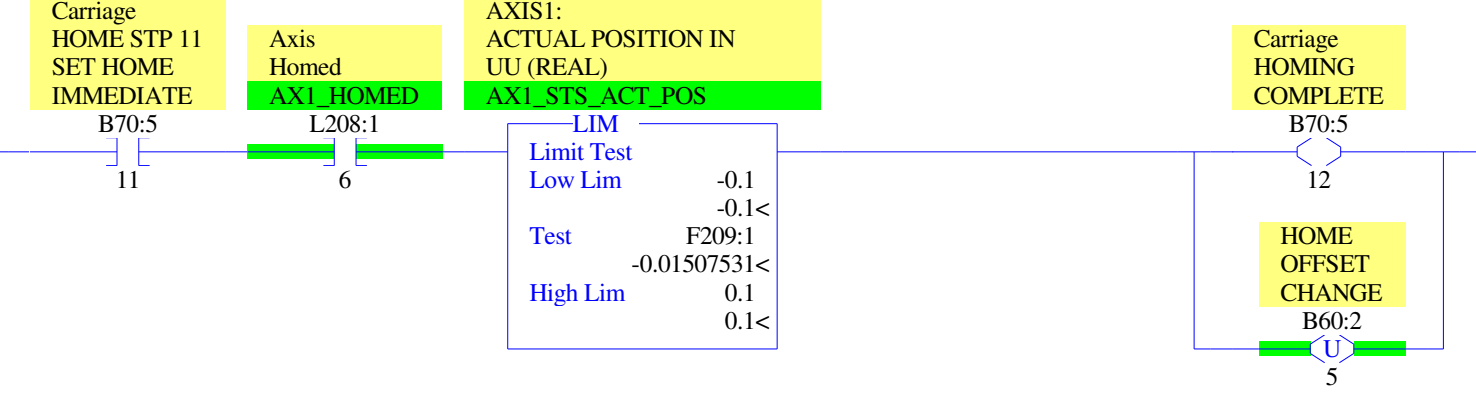 Carriage
HOME STP 11
SET HOME
IMMEDIATE
B70:5
11
Axis
Homed
AX1_HOMED
L208:1
6
AXIS1:
ACTUAL POSITION IN
UU (REAL)
AX1_STS_ACT_POS
LIM
Limit Test
Low Lim -0.1
-0.1<
Test F209:1
-0.01507531<
High Lim 0.1
0.1<
Carriage
HOMING
COMPLETE
B70:5
12
HOME
OFFSET
CHANGE
B60:2
U
5